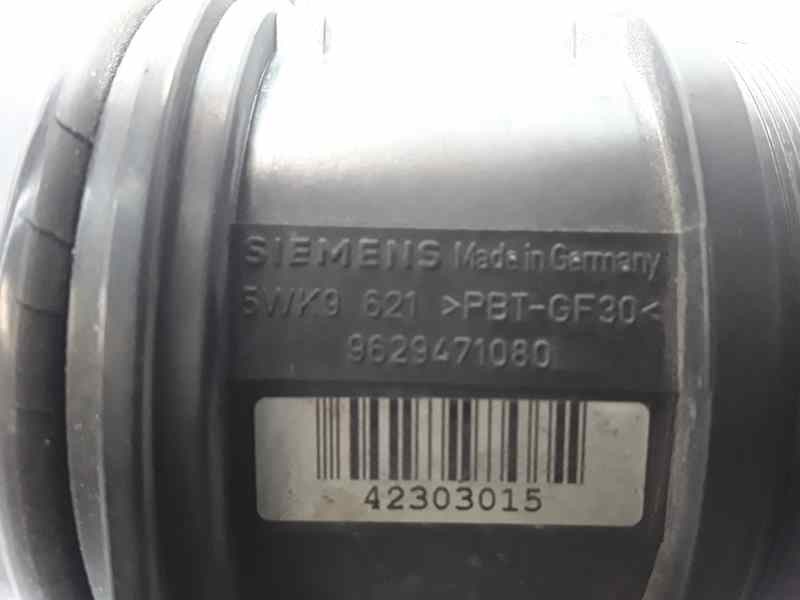 SIEMENS Made in Germany
5WK9 621 >PBT-GF30<
9629471080
42303015